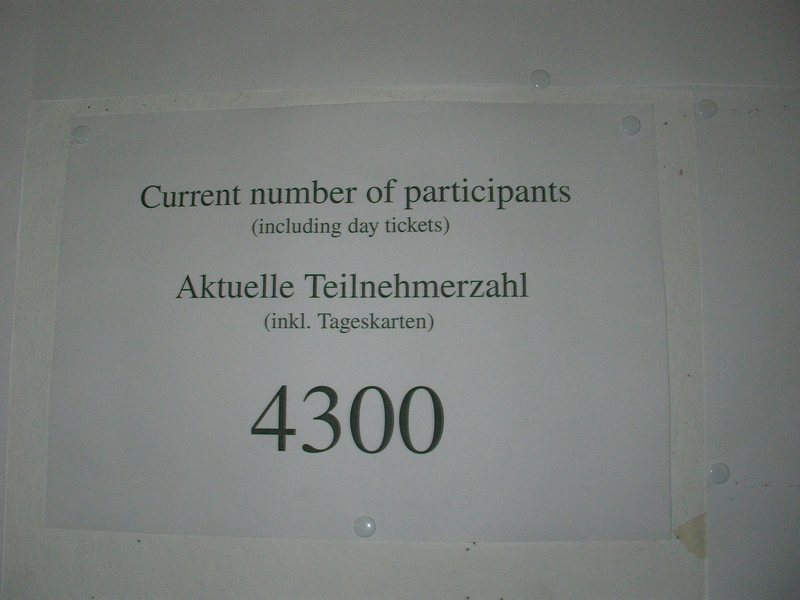 Current number of participants
(including day tickets)
Aktuelle Teilnehmerzahl
(inkl. Tageskarten)
4300